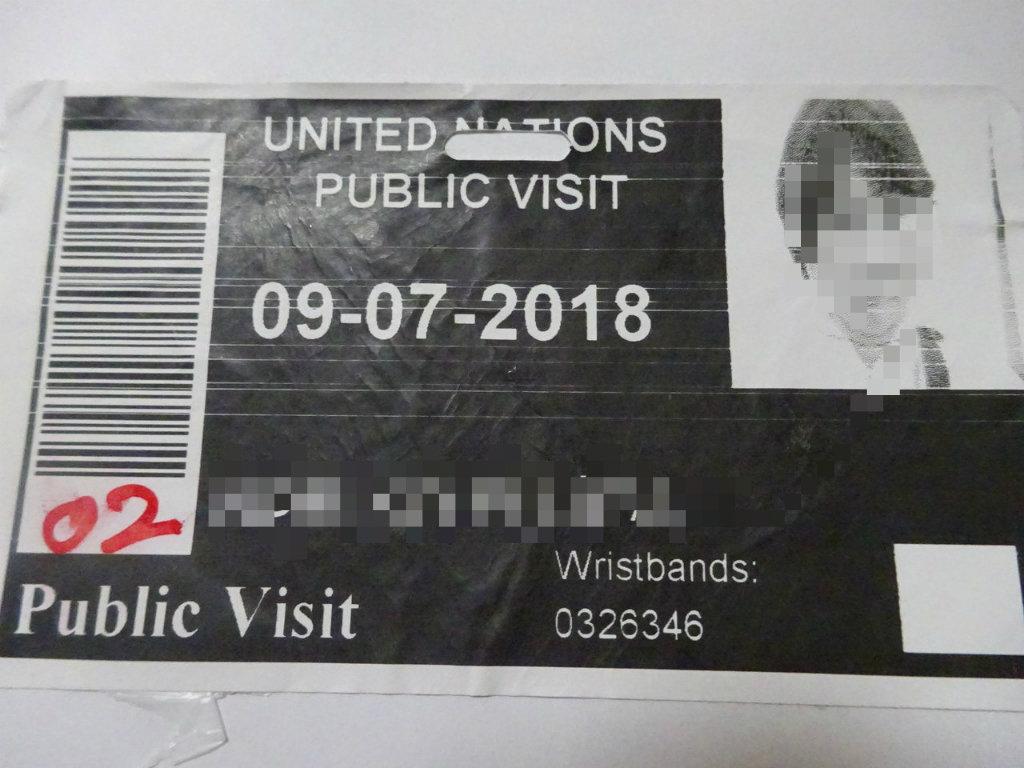 UNITED NATIONS
PUBLIC VISIT
09-07-2018
02
Public Visit
Wristbands:
0326346